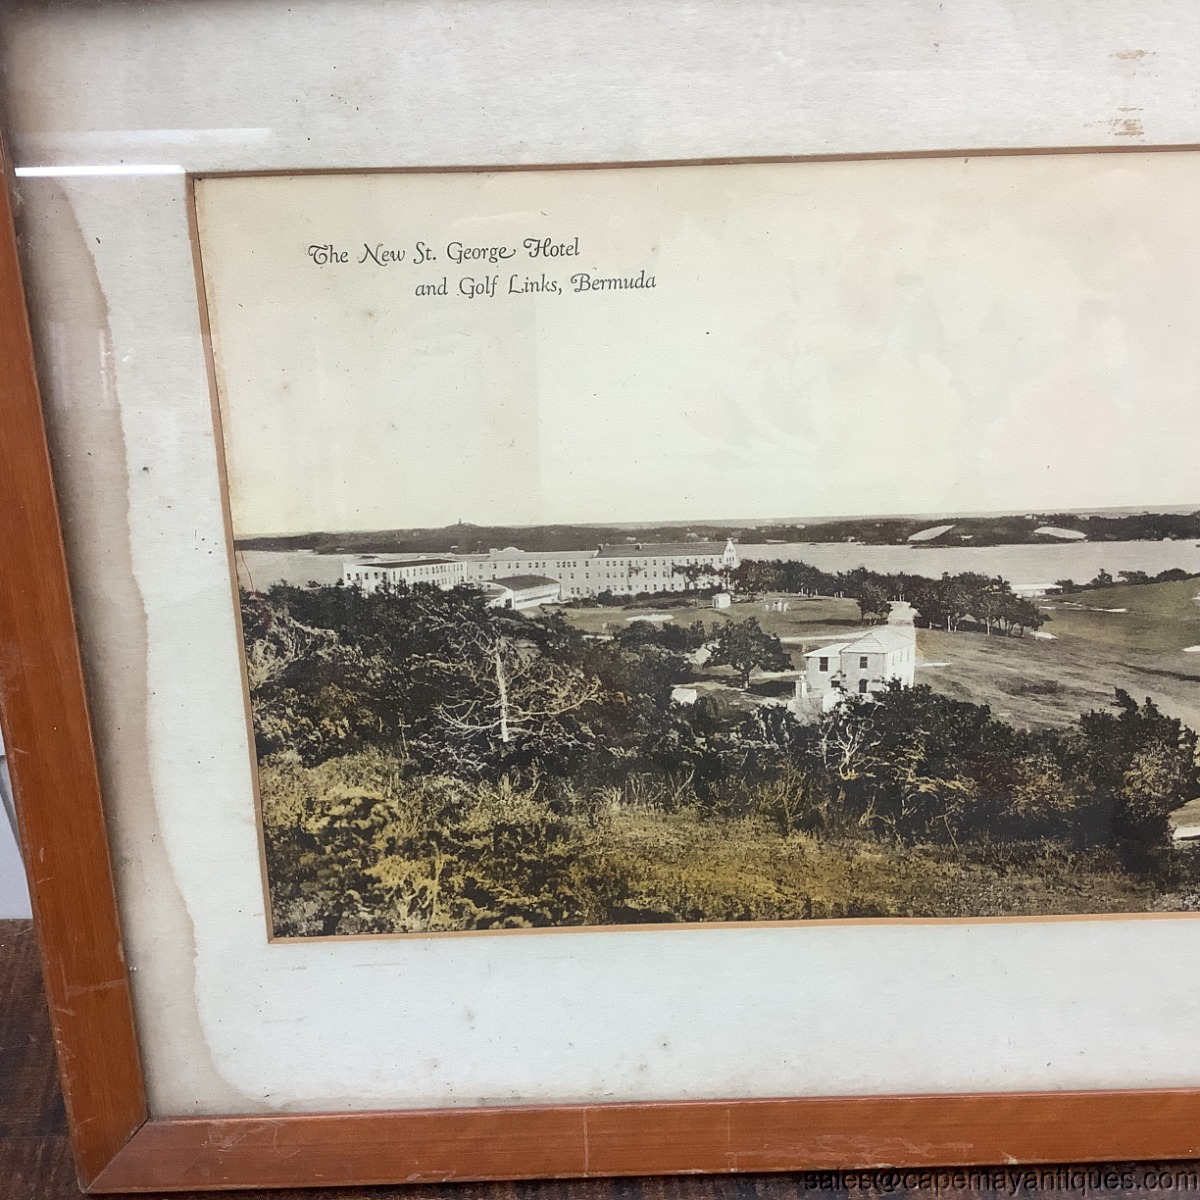 The New St. George Hotel
and Golf Links, Bermuda
sales@capemayantiques.com